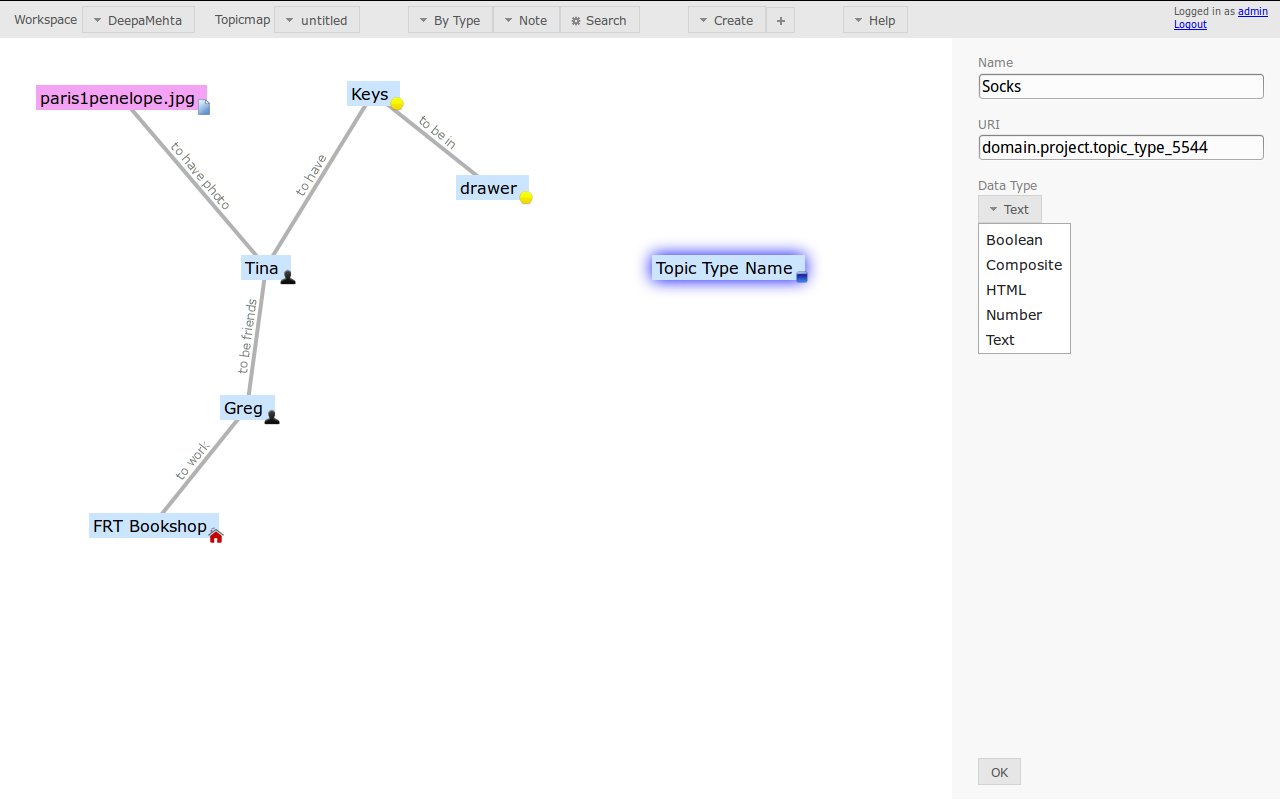 Workspace DeepaMehta Topicmap untitled By Type Note Search Create + Help
Logged in as admin
Logout
paris1penelope.jpg
Keys
to be in
to have photo
to have
drawer
Tina
Topic Type Name
to be friends
Greg
to work
FRT Bookshop
Name
Socks
URI
domain.project.topic_type_5544
Data Type
Text
Boolean
Composite
HTML
Number
Text
OK